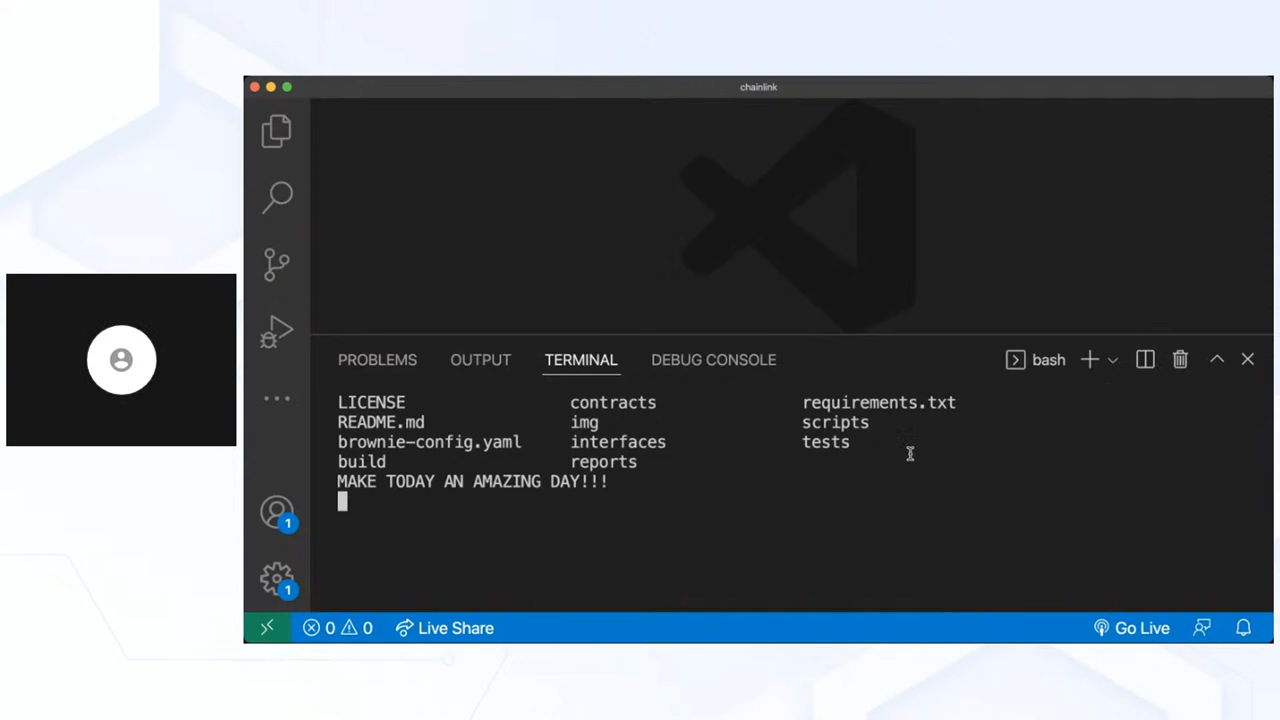 chainlink
PROBLEMS OUTPUT TERMINAL DEBUG CONSOLE bash
LICENSE contracts requirements.txt
README.md img scripts
brownie-config.yaml interfaces tests
build reports
MAKE TODAY AN AMAZING DAY!!!
1
1
0 0 Live Share Go Live